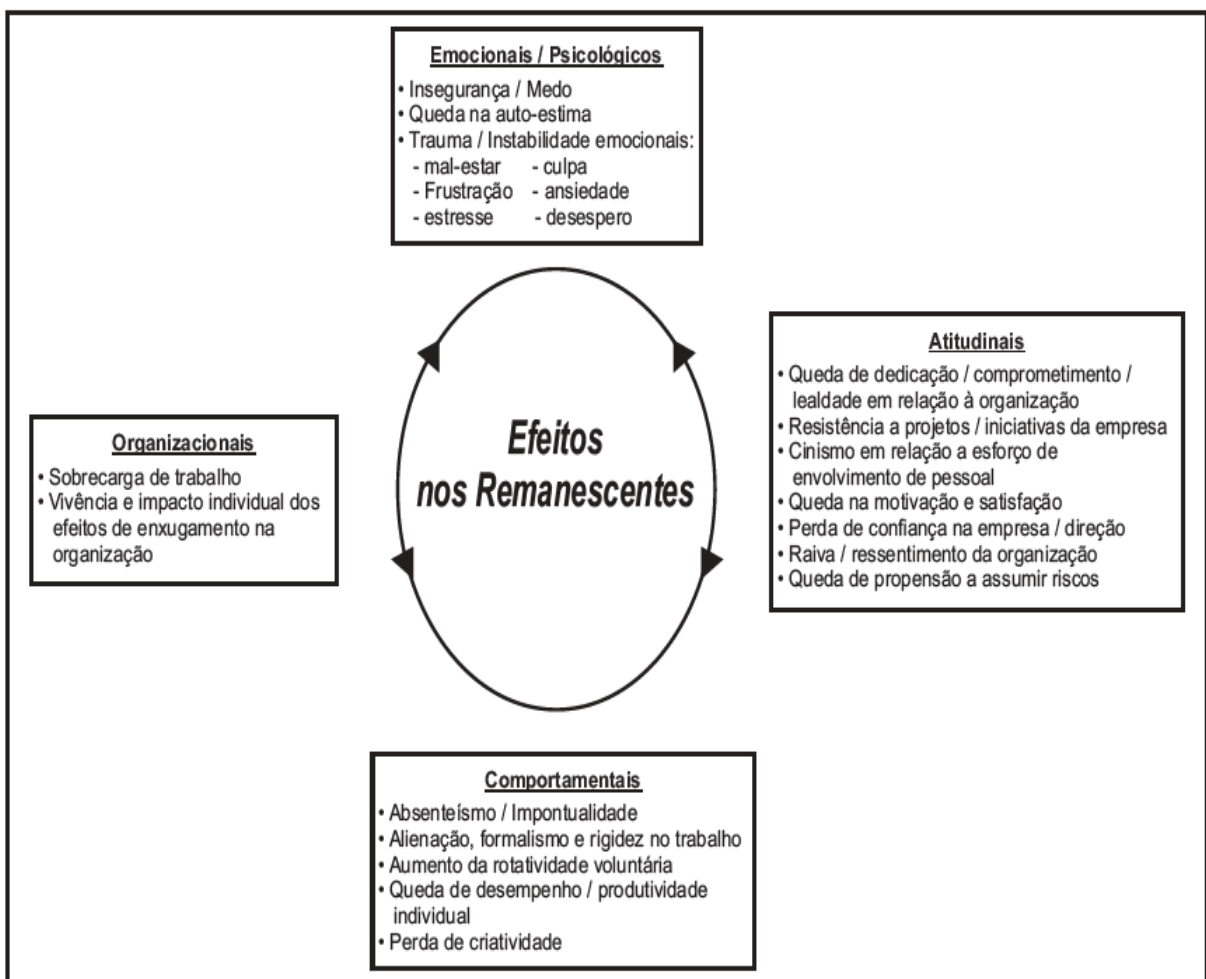 Emocionais / Psicológicos
• Insegurança / Medo
• Queda na auto-estima
• Trauma / Instabilidade emocionais:
- mal-estar - culpa
- Frustração - ansiedade
- estresse - desespero
Atitudinais
• Queda de dedicação / comprometimento /
lealdade em relação à organização
• Resistência a projetos / iniciativas da empresa
• Cinismo em relação a esforço de
envolvimento de pessoal
• Queda na motivação e satisfação
• Perda de confiança na empresa / direção
• Raiva / ressentimento da organização
• Queda de propensão a assumir riscos
Efeitos
nos Remanescentes
Organizacionais
• Sobrecarga de trabalho
• Vivência e impacto individual dos
efeitos de enxugamento na
organização
Comportamentais
• Absenteísmo / Impontualidade
• Alienação, formalismo e rigidez no trabalho
• Aumento da rotatividade voluntária
• Queda de desempenho / produtividade
individual
• Perda de criatividade